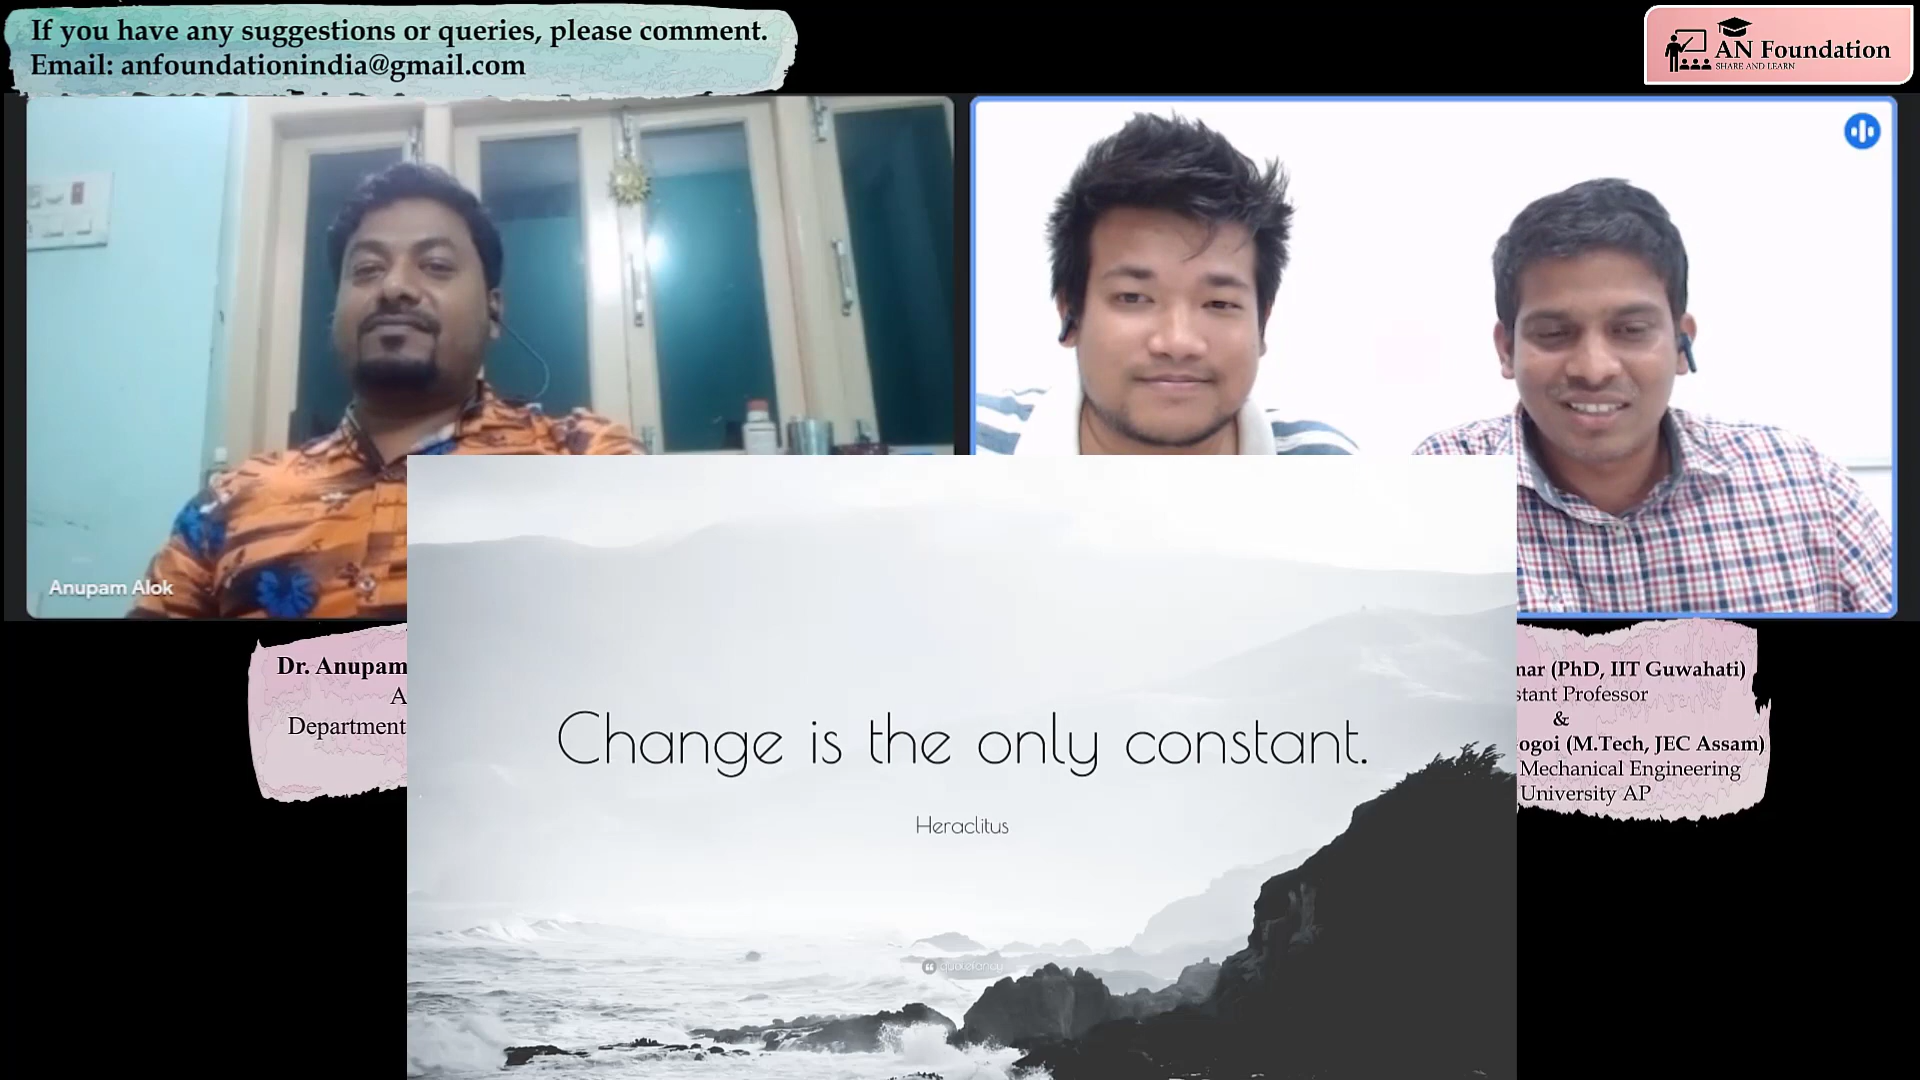 If you have any suggestions or queries, please comment.
Email: anfoundationindia@gmail.com
AN Foundation
SHARE AND LEARN
Anupam Alok
Dr. Anupam
A
Department
mar (PhD, IIT Guwahati)
stant Professor
&
ogoi (M.Tech, JEC Assam)
Mechanical Engineering
University AP
Change is the only constant.
Heraclitus
quotefancy